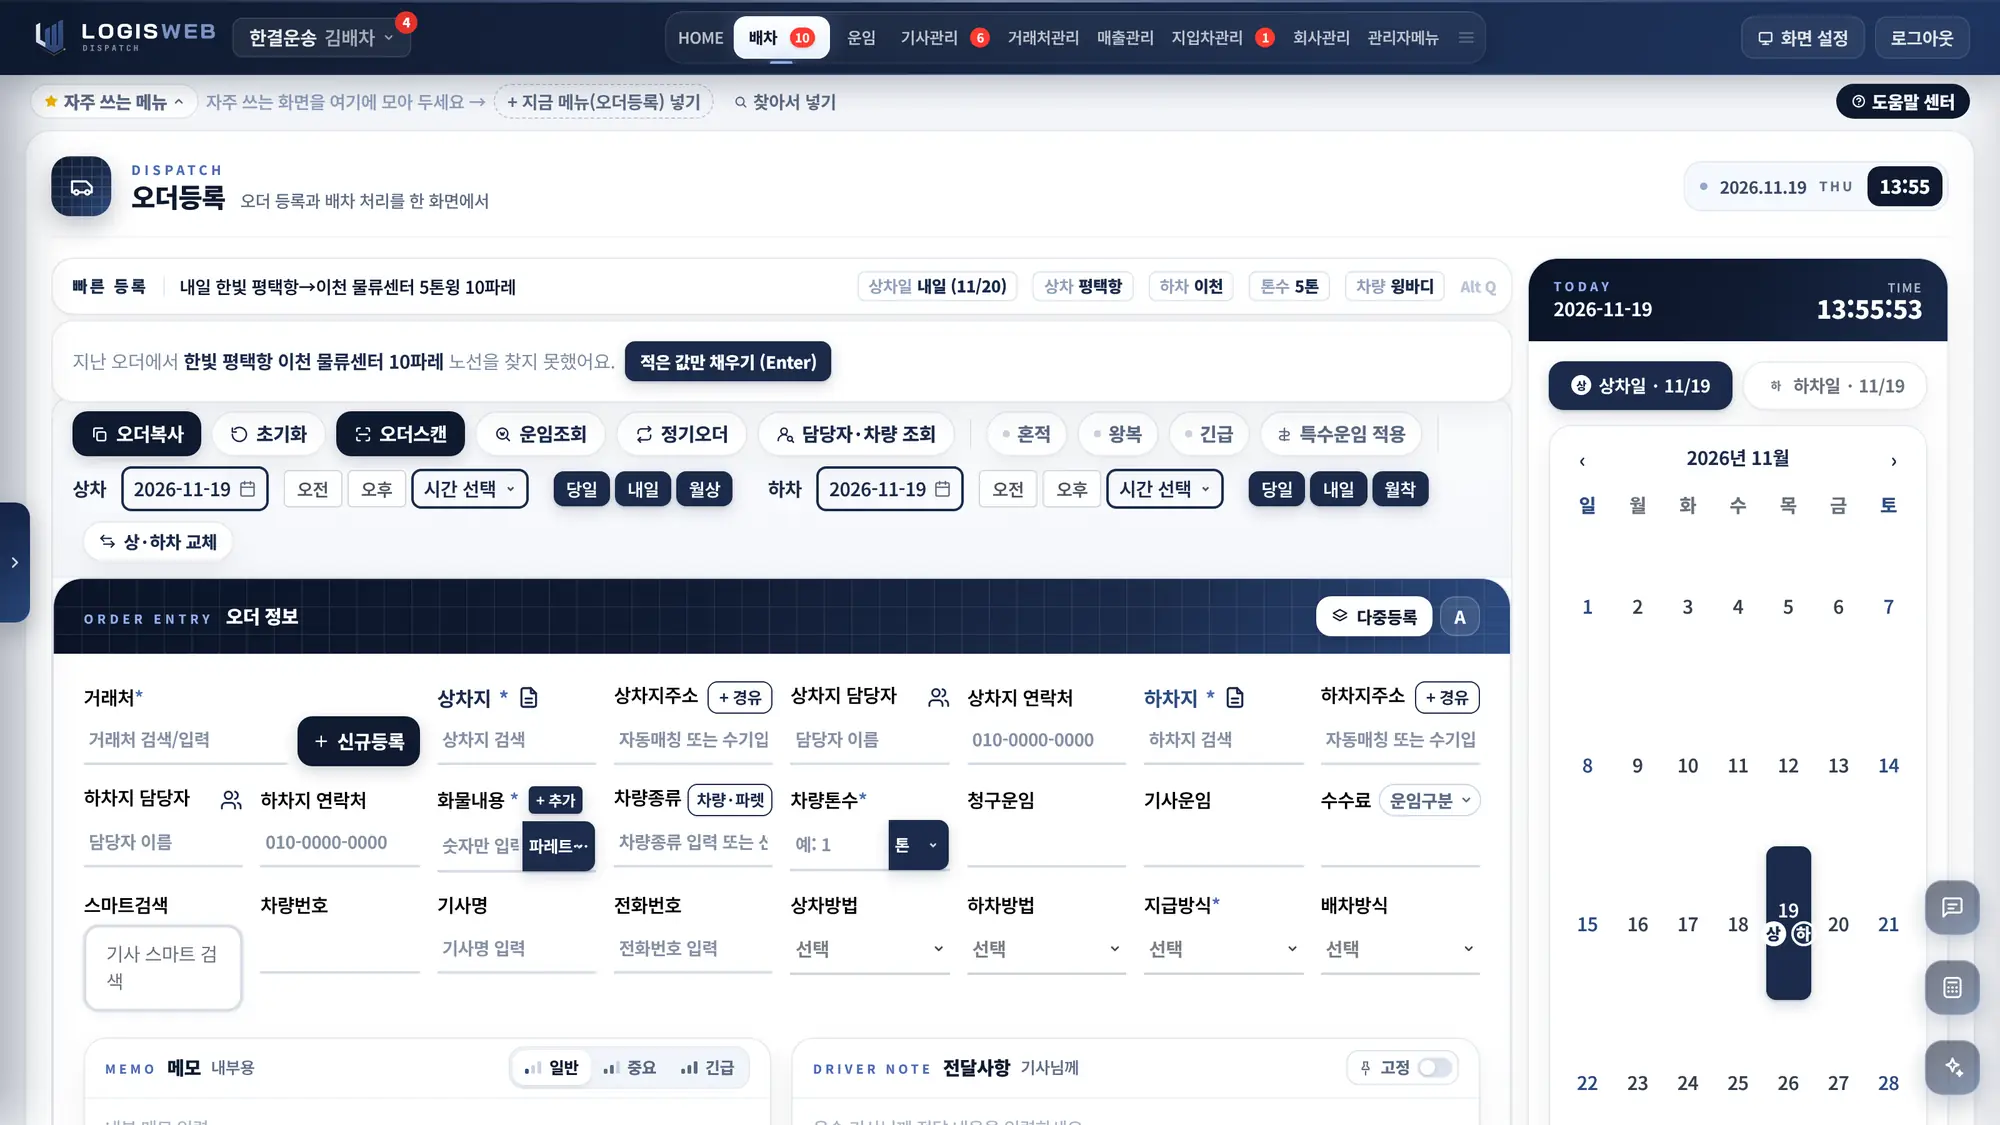 LOGISWEB
DISPATCH
한결운송 김배차 4
HOME 배차 10 운임 기사관리 6 거래처관리 매출관리 지입차관리 1 회사관리 관리자메뉴
화면 설정 로그아웃
자주 쓰는 메뉴 자주 쓰는 화면을 여기에 모아 두세요 → + 지금 메뉴(오더등록) 넣기 찾아서 넣기
도움말 센터
DISPATCH
오더등록 오더 등록과 배차 처리를 한 화면에서
2026.11.19 THU 13:55
빠른 등록 내일 한빛 평택항→이천 물류센터 5톤윙 10파레
상차일 내일 (11/20) 상차 평택항 하차 이천 톤수 5톤 차량 윙바디 Alt Q
지난 오더에서 한빛 평택항 이천 물류센터 10파레 노선을 찾지 못했어요. 적은 값만 채우기 (Enter)
오더복사 초기화 오더스캔 운임조회 정기오더 담당자·차량 조회 혼적 왕복 긴급 특수운임 적용
상차 2026-11-19 오전 오후 시간 선택 당일 내일 월상 하차 2026-11-19 오전 오후 시간 선택 당일 내일 월착
상·하차 교체
ORDER ENTRY 오더 정보 다중등록 A
거래처* 상차지 * 상차지주소 + 경유 상차지 담당자 상차지 연락처 하차지 * 하차지주소 + 경유
거래처 검색/입력 + 신규등록 상차지 검색 자동매칭 또는 수기입 담당자 이름 010-0000-0000 하차지 검색 자동매칭 또는 수기입
하차지 담당자 하차지 연락처 화물내용 * + 추가 차량종류 차량·파렛 차량톤수* 청구운임 기사운임 수수료 운임구분
담당자 이름 010-0000-0000 숫자만 입력 파레트 차량종류 입력 또는 예: 1 톤
스마트검색 차량번호 기사명 전화번호 상차방법 하차방법 지급방식* 배차방식
기사 스마트 검색 기사명 입력 전화번호 입력 선택 선택 선택 선택
MEMO 메모 내부용 일반 중요 긴급
DRIVER NOTE 전달사항 기사님께 고정
TODAY TIME
2026-11-19 13:55:53
상 상차일 · 11/19 하 하차일 · 11/19
‹ 2026년 11월 ›
일 월 화 수 목 금 토
1 2 3 4 5 6 7
8 9 10 11 12 13 14
15 16 17 18 19 20 21
상 하
22 23 24 25 26 27 28